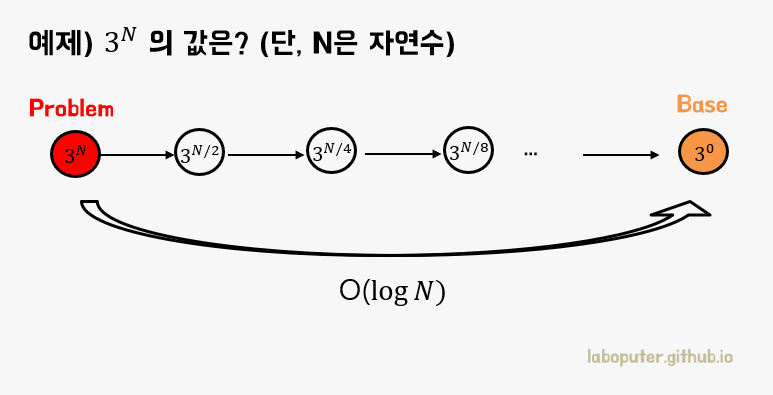 예제) 3^N 의 값은? (단, N은 자연수)
Problem
Base
3^N 3^{N/2} 3^{N/4} 3^{N/8} ... 3^0
O(log N)
laboputer.github.io